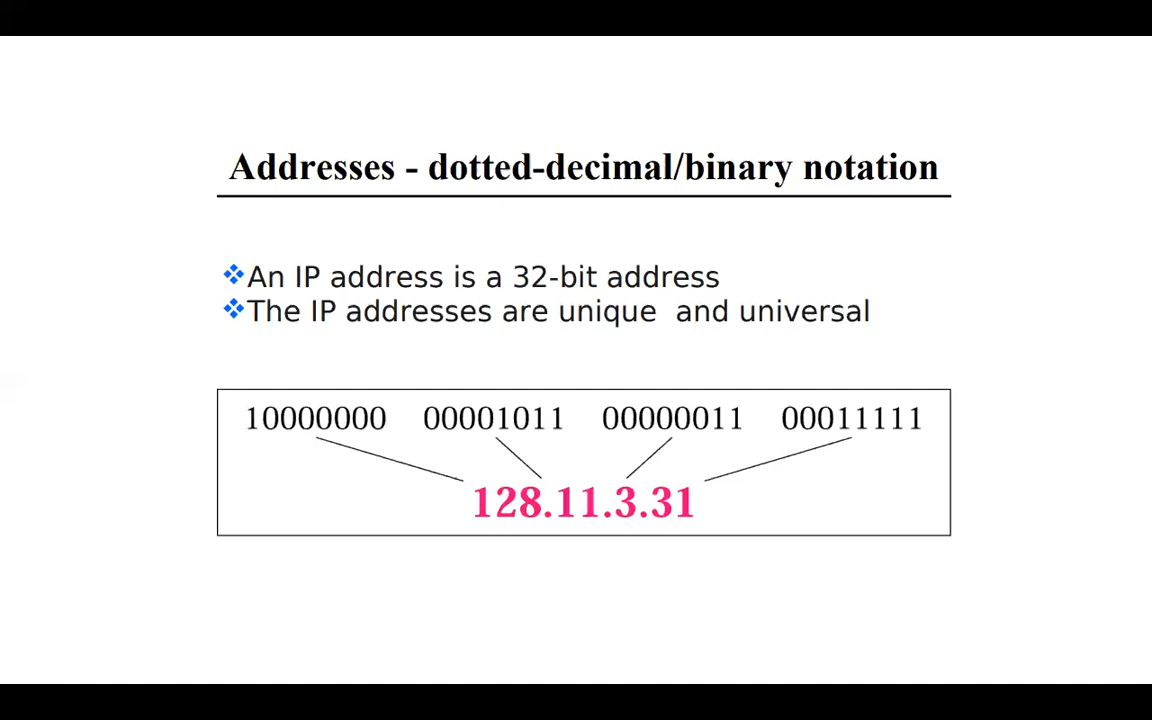 Addresses - dotted-decimal/binary notation
❖An IP address is a 32-bit address
❖The IP addresses are unique  and universal
10000000 00001011 00000011 00011111
128.11.3.31